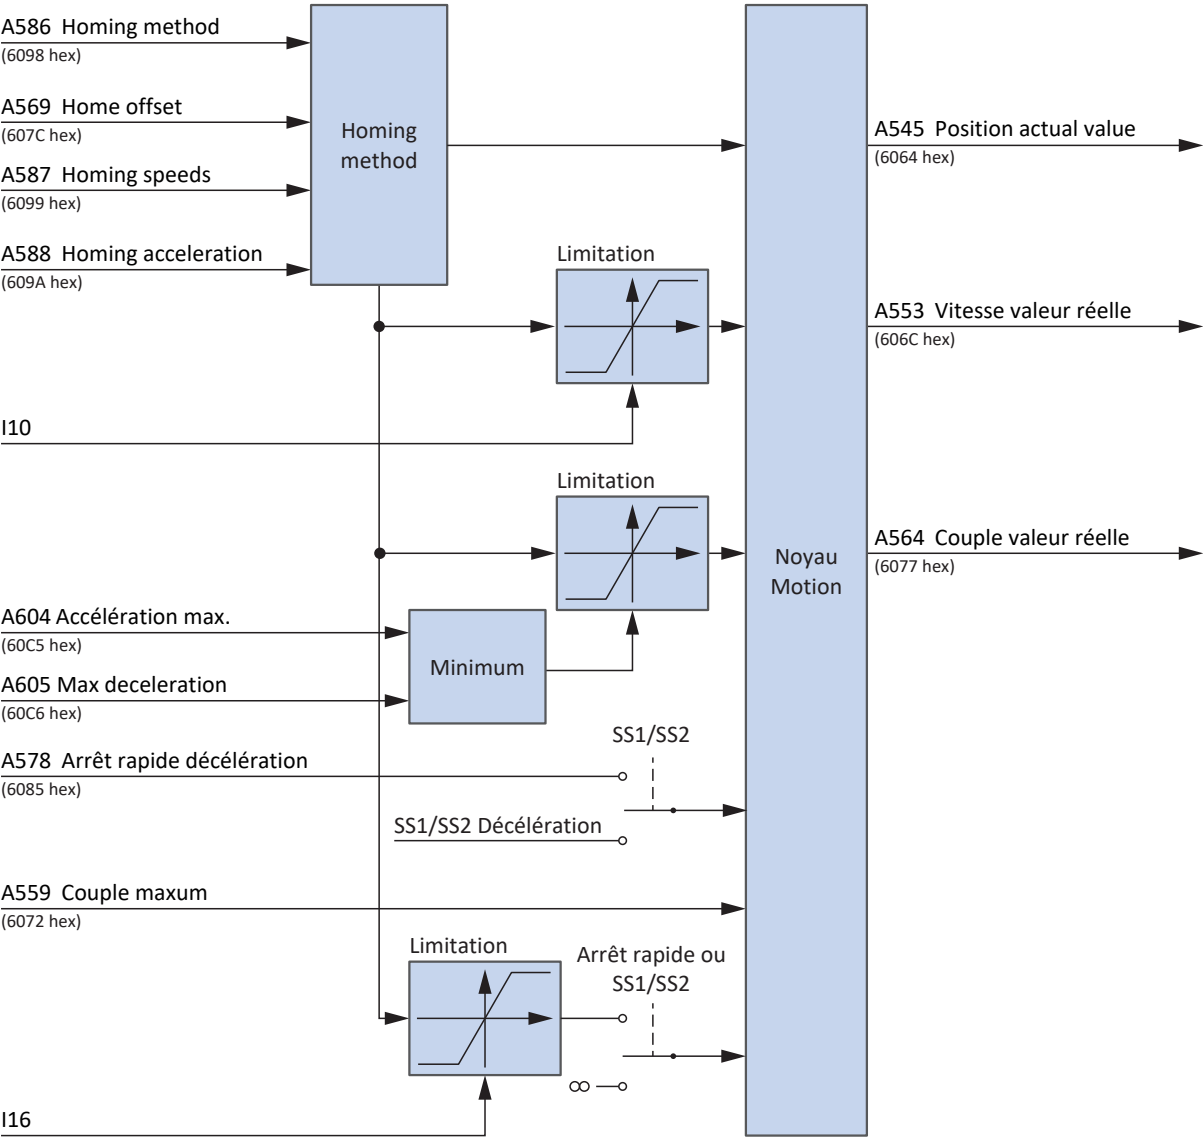 A586 Homing method
(6098 hex)
A569 Home offset
(607C hex)
A587 Homing speeds
(6099 hex)
A588 Homing acceleration
(609A hex)
Homing
method
A545 Position actual value
(6064 hex)
Limitation
A553 Vitesse valeur réelle
(606C hex)
I10
Limitation
Noyau
Motion
A564 Couple valeur réelle
(6077 hex)
A604 Accélération max.
(60C5 hex)
Minimum
A605 Max deceleration
(60C6 hex)
SS1/SS2
A578 Arrêt rapide décélération
(6085 hex)
SS1/SS2 Décélération
A559 Couple maxum
(6072 hex)
Limitation
Arrêt rapide ou
SS1/SS2
∞
I16